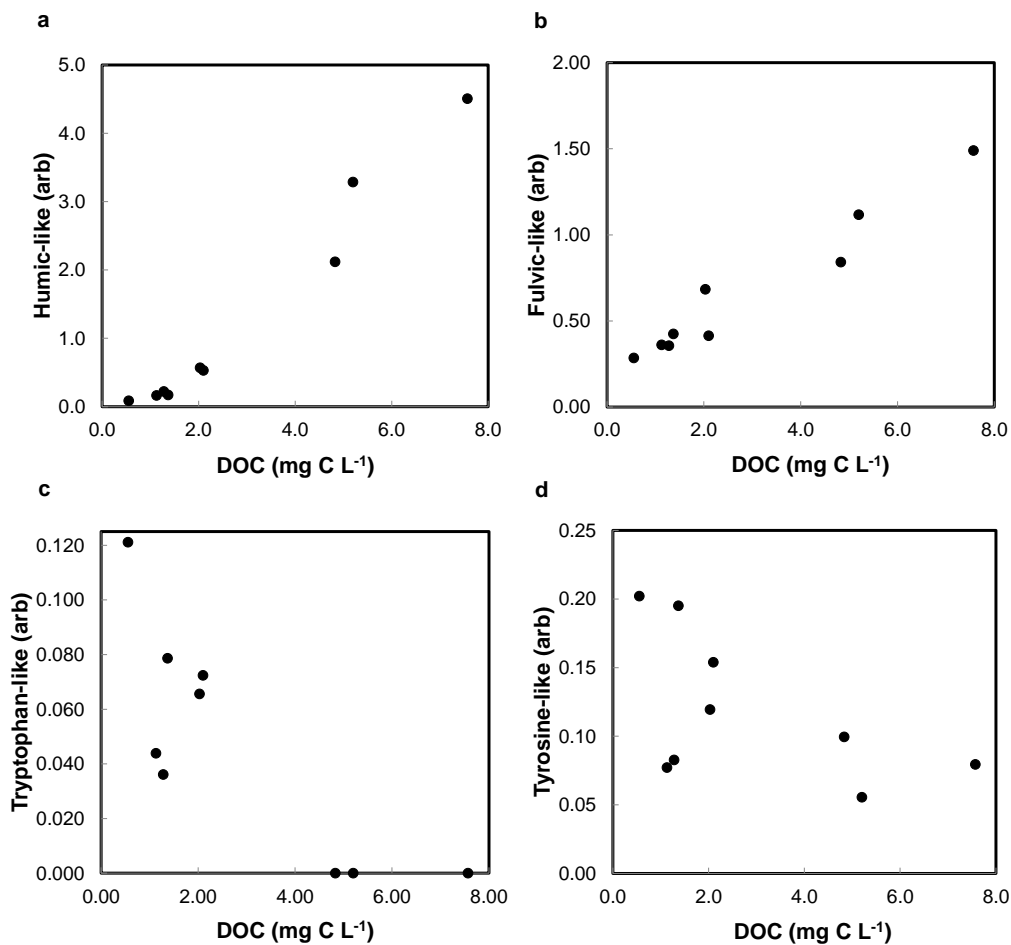 a
5.0
4.0
3.0
2.0
1.0
0.0
Humic-like (arb)
0.0 2.0 4.0 6.0 8.0
DOC (mg C L⁻¹)
b
2.00
1.50
1.00
0.50
0.00
Fulvic-like (arb)
0.0 2.0 4.0 6.0 8.0
DOC (mg C L⁻¹)
c
0.120
0.100
0.080
0.060
0.040
0.020
0.000
Tryptophan-like (arb)
0.00 2.00 4.00 6.00 8.00
DOC (mg C L⁻¹)
d
0.25
0.20
0.15
0.10
0.05
0.00
Tyrosine-like (arb)
0.0 2.0 4.0 6.0 8.0
DOC (mg C L⁻¹)